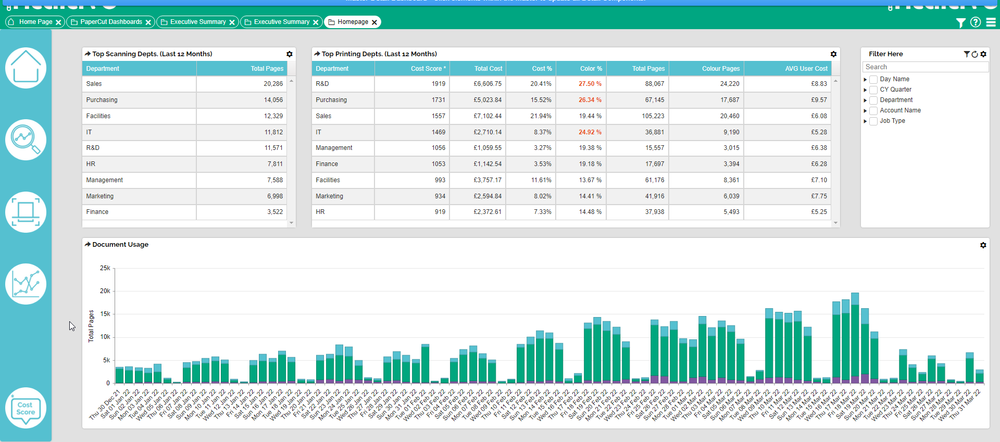 Master Detail Dashboard - Click elements within the Master to update all Detail Components.
Home Page
PaperCut Dashboards
Executive Summary
Executive Summary
Homepage
Top Scanning Depts. (Last 12 Months)
Department Total Pages
Sales 20,286
Purchasing 14,056
Facilities 12,329
IT 11,812
R&D 11,571
HR 7,811
Management 7,588
Marketing 6,998
Finance 3,522
Top Printing Depts. (Last 12 Months)
Department Cost Score * Total Cost Cost % Color % Total Pages Colour Pages AVG User Cost
R&D 1919 £6,606.75 20.41% 27.50 % 88,067 24,220 £8.83
Purchasing 1731 £5,023.84 15.52% 26.34 % 67,145 17,687 £9.57
Sales 1557 £7,102.44 21.94% 19.44 % 105,223 20,460 £6.08
IT 1469 £2,710.14 8.37% 24.92 % 36,881 9,190 £5.28
Management 1056 £1,059.55 3.27% 19.38 % 15,557 3,015 £6.38
Finance 1053 £1,142.54 3.53% 19.18 % 17,697 3,394 £6.28
Facilities 993 £3,757.17 11.61% 13.67 % 61,176 8,361 £7.10
Marketing 934 £2,594.84 8.02% 14.41 % 41,916 6,039 £7.75
HR 919 £2,372.61 7.33% 14.48 % 37,938 5,493 £5.25
Filter Here
Search
Day Name
CY Quarter
Department
Account Name
Job Type
* Cost
Score
Document Usage
Total Pages
25k
20k
15k
10k
5k
0
Thu 30 Dec 21
Sat 01 Jan 22
Sun 02 Jan 22
Mon 03 Jan 22
Tue 04 Jan 22
Wed 05 Jan 22
Thu 06 Jan 22
Fri 07 Jan 22
Sat 08 Jan 22
Sun 09 Jan 22
Mon 10 Jan 22
Tue 11 Jan 22
Wed 12 Jan 22
Thu 13 Jan 22
Fri 14 Jan 22
Sat 15 Jan 22
Sun 16 Jan 22
Mon 17 Jan 22
Tue 18 Jan 22
Wed 19 Jan 22
Thu 20 Jan 22
Fri 21 Jan 22
Sat 22 Jan 22
Sun 23 Jan 22
Mon 24 Jan 22
Tue 25 Jan 22
Wed 26 Jan 22
Thu 27 Jan 22
Fri 28 Jan 22
Sat 29 Jan 22
Sun 30 Jan 22
Mon 31 Jan 22
Tue 01 Feb 22
Wed 02 Feb 22
Thu 03 Feb 22
Fri 04 Feb 22
Sat 05 Feb 22
Sun 06 Feb 22
Mon 07 Feb 22
Tue 08 Feb 22
Wed 09 Feb 22
Thu 10 Feb 22
Fri 11 Feb 22
Sat 12 Feb 22
Sun 13 Feb 22
Mon 14 Feb 22
Tue 15 Feb 22
Wed 16 Feb 22
Thu 17 Feb 22
Fri 18 Feb 22
Sat 19 Feb 22
Sun 20 Feb 22
Mon 21 Feb 22
Tue 22 Feb 22
Wed 23 Feb 22
Thu 24 Feb 22
Fri 25 Feb 22
Sat 26 Feb 22
Sun 27 Feb 22
Mon 28 Feb 22
Tue 01 Mar 22
Wed 02 Mar 22
Thu 03 Mar 22
Fri 04 Mar 22
Sat 05 Mar 22
Sun 06 Mar 22
Mon 07 Mar 22
Tue 08 Mar 22
Wed 09 Mar 22
Thu 10 Mar 22
Fri 11 Mar 22
Sat 12 Mar 22
Sun 13 Mar 22
Mon 14 Mar 22
Tue 15 Mar 22
Wed 16 Mar 22
Thu 17 Mar 22
Fri 18 Mar 22
Sat 19 Mar 22
Sun 20 Mar 22
Mon 21 Mar 22
Tue 22 Mar 22
Wed 23 Mar 22
Thu 24 Mar 22
Fri 25 Mar 22
Sat 26 Mar 22
Sun 27 Mar 22
Mon 28 Mar 22
Tue 29 Mar 22
Wed 30 Mar 22
Thu 31 Mar 22